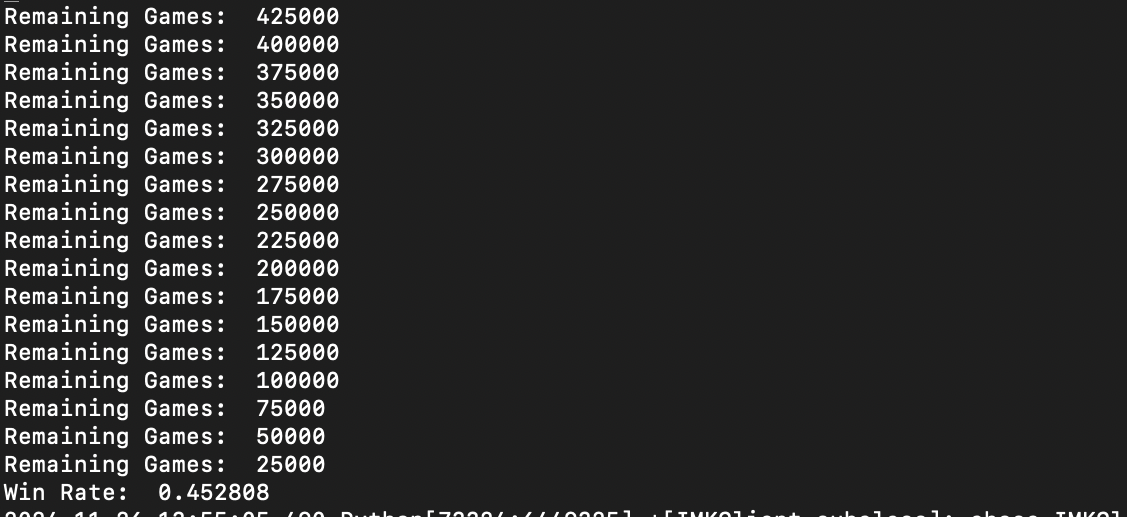 Remaining Games:  425000
Remaining Games:  400000
Remaining Games:  375000
Remaining Games:  350000
Remaining Games:  325000
Remaining Games:  300000
Remaining Games:  275000
Remaining Games:  250000
Remaining Games:  225000
Remaining Games:  200000
Remaining Games:  175000
Remaining Games:  150000
Remaining Games:  125000
Remaining Games:  100000
Remaining Games:  75000
Remaining Games:  50000
Remaining Games:  25000
Win Rate:  0.452808